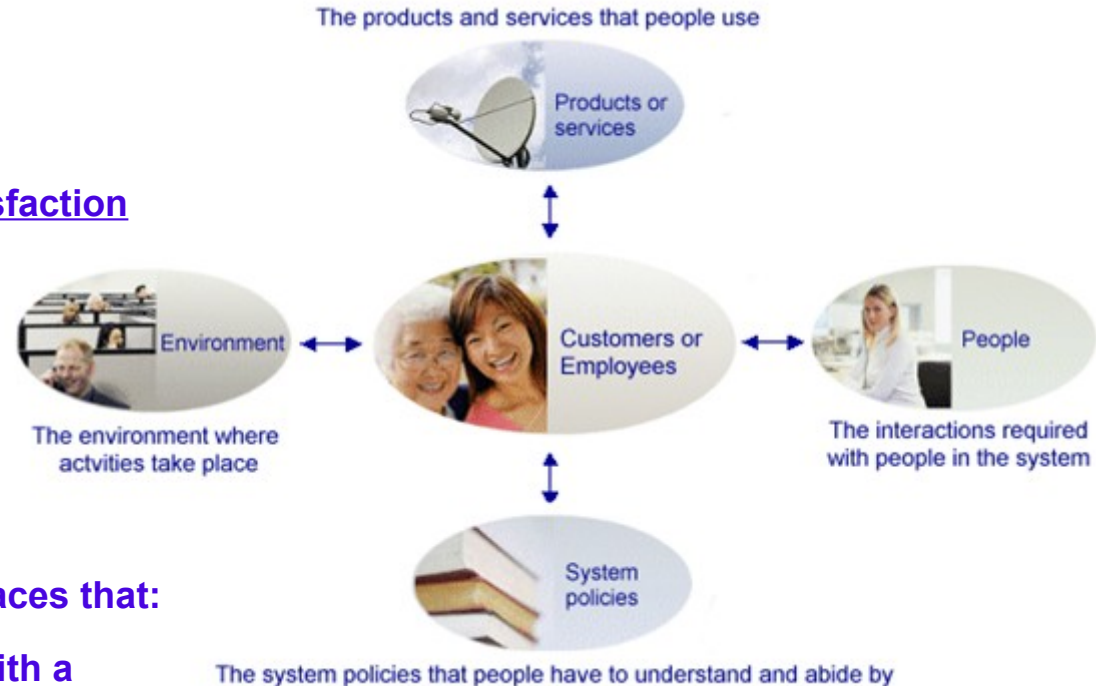 The products and services that people use
Products or
services
sfaction
Environment
Customers or
Employees
People
The environment where
actvities take place
The interactions required
with people in the system
System
policies
aces that:
ith a
The system policies that people have to understand and abide by